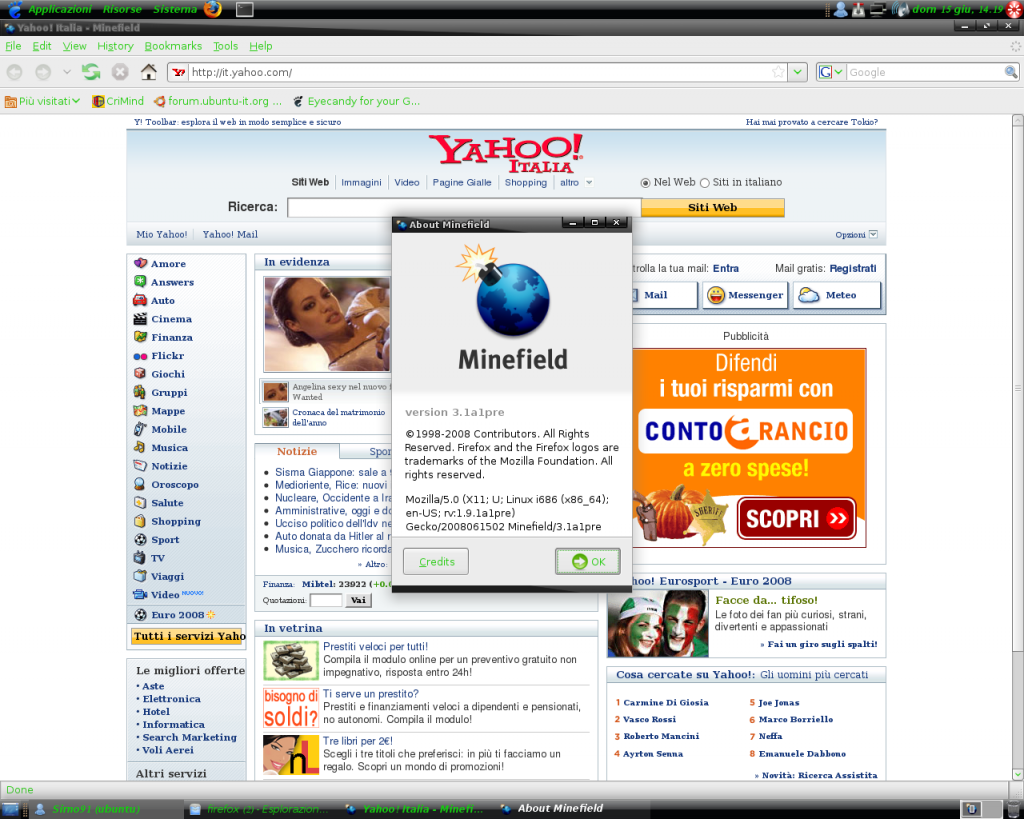 Applicazioni Risorse Sistema
dom 15 giu, 14.19
Yahoo! Italia - Minefield
File Edit View History Bookmarks Tools Help
http://it.yahoo.com/
Google
Più visitati CriMind forum.ubuntu-it.org ... Eyecandy for your G...
Y! Toolbar: esplora il web in modo semplice e sicuro
Hai mai provato a cercare Tokio?
YAHOO!
ITALIA
Siti Web Immagini Video Pagine Gialle Shopping altro
Nel Web Siti in italiano
Ricerca:
Siti Web
Mio Yahoo! Yahoo! Mail
Opzioni
Amore
Answers
Auto
Cinema
Finanza
Flickr
Giochi
Gruppi
Mappe
Mobile
Musica
Notizie
Oroscopo
Salute
Shopping
Sport
TV
Viaggi
Video NUOVO!
Euro 2008
Tutti i servizi Yaho
Le migliori offerte
• Aste
• Elettronica
• Hotel
• Informatica
• Search Marketing
• Voli Aerei
Altri servizi
In evidenza
Angelina sexy nel nuovo f
Wanted
Cronaca del matrimonio
dell'anno
Notizie Spor
• Sisma Giappone: sale a
• Medioriente, Rice: nuovi
• Nucleare, Occidente a Ira
• Amministrative, oggi e do
• Ucciso politico dell'Idv ne
• Auto donata da Hitler al r
• Musica, Zucchero ricorda
» Altro:
Finanza: Mibtel: 23922 (+0.
Quotazioni: Vai
In vetrina
Prestiti veloci per tutti!
Compila il modulo online per un preventivo gratuito non
impegnativo, risposta entro 24h!
bisogno di
soldi?
Ti serve un prestito?
Prestiti e finanziamenti veloci a dipendenti e pensionati,
no autonomi. Compila il modulo!
Tre libri per 2€!
Scegli i tre titoli che preferisci: in più ti facciamo un
regalo. Scopri un mondo di promozioni!
About Minefield
Minefield
version 3.1a1pre
©1998-2008 Contributors. All Rights
Reserved. Firefox and the Firefox logos are
trademarks of the Mozilla Foundation. All
rights reserved.
Mozilla/5.0 (X11; U; Linux i686 (x86_64);
en-US; rv:1.9.1a1pre)
Gecko/2008061502 Minefield/3.1a1pre
Credits OK
trolla la tua mail: Entra
Mail gratis: Registrati
Mail Messenger Meteo
Pubblicità
Difendi
i tuoi risparmi con
CONTO ARANCIO
a zero spese!
SHERIFF
SCOPRI
hoo! Eurosport - Euro 2008
Facce da... tifoso!
Le foto dei fan più curiosi, strani,
divertenti e appassionati
» Fai un giro sugli spalti!
Cosa cercate su Yahoo!: Gli uomini più cercati
1 Carmine Di Giosia
2 Vasco Rossi
3 Roberto Mancini
4 Ayrton Senna
5 Joe Jonas
6 Marco Borriello
7 Neffa
8 Emanuele Dabbono
» Novità: Ricerca Assistita
Done
Simo91 (ubuntu) firefox (2) - Esplorazion... Yahoo! Italia - Minefi... About Minefield